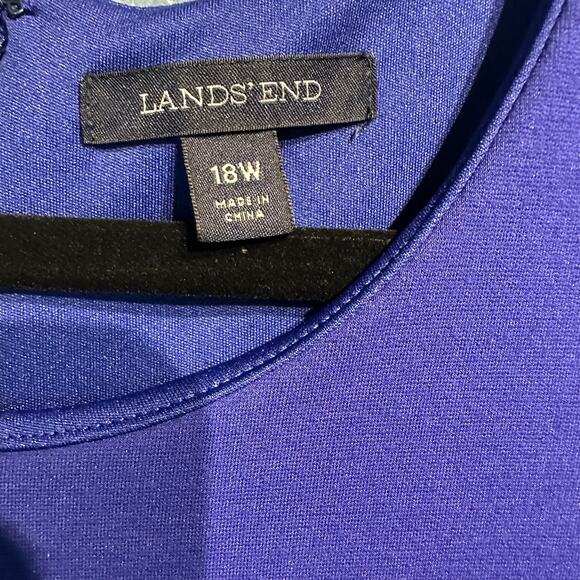 LANDS' END
18W
MADE IN
CHINA